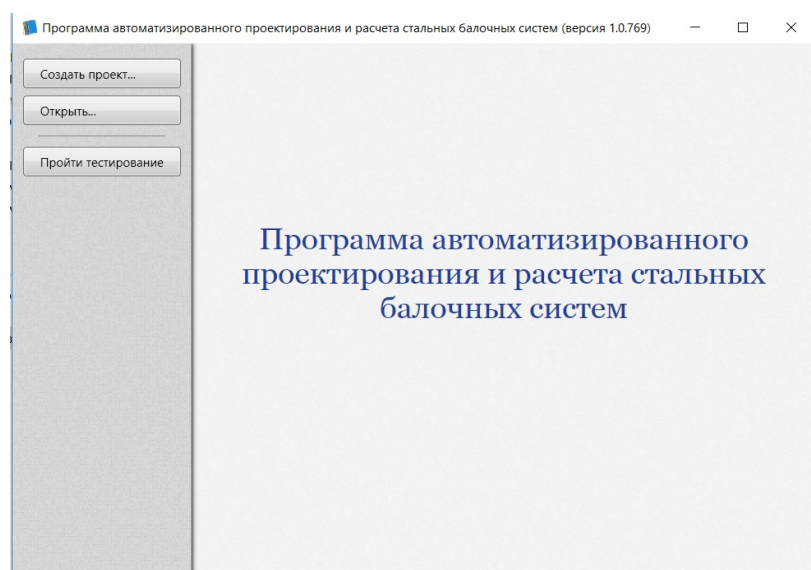 Программа автоматизированного проектирования и расчета стальных балочных систем (версия 1.0.769)
Создать проект...
Открыть...
Пройти тестирование
Программа автоматизированного
проектирования и расчета стальных
балочных систем